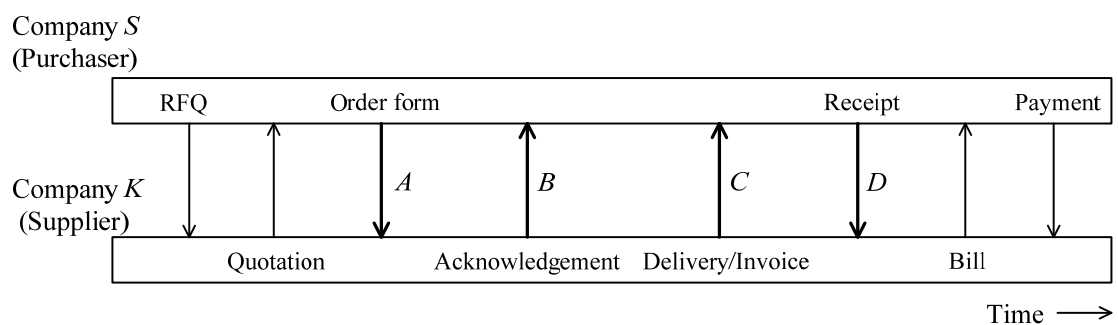 Company S
(Purchaser)
RFQ Order form Receipt Payment
A B C D
Company K
(Supplier)
Quotation Acknowledgement Delivery/Invoice Bill
Time